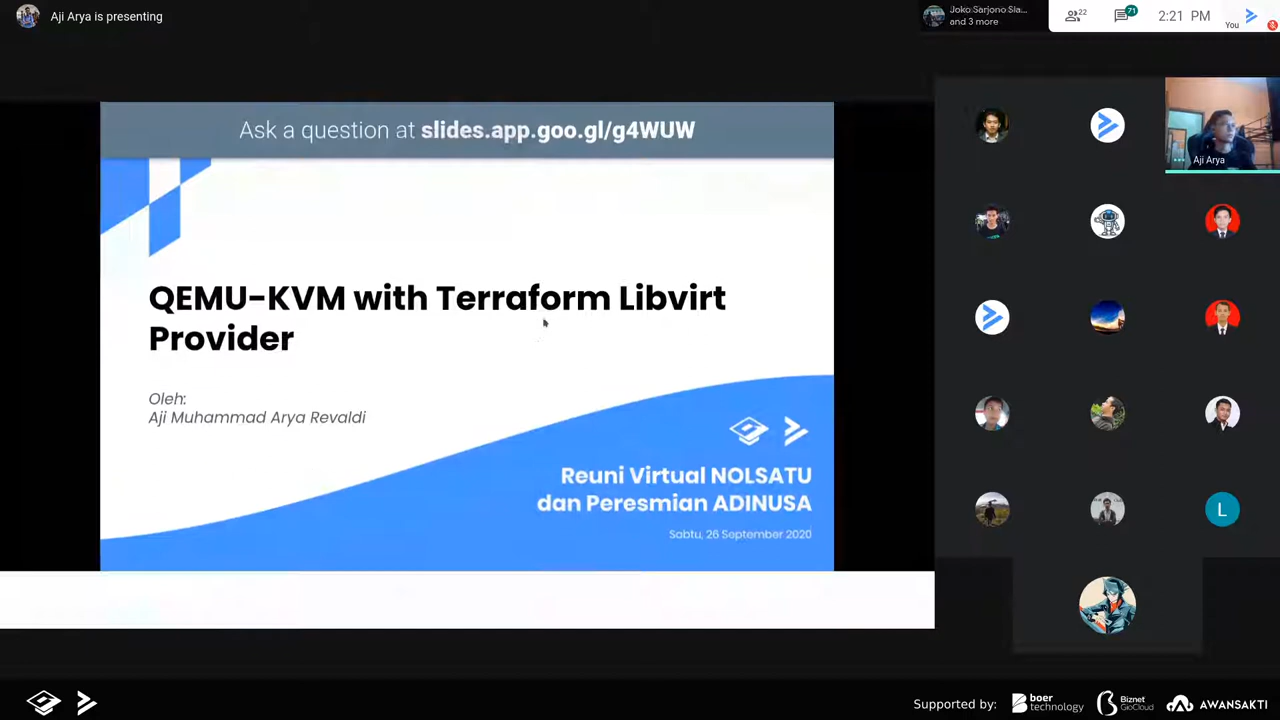 Aji Arya is presenting
Joko Sarjono Sla...
and 3 more
22
71
2:21 PM
You
Ask a question at slides.app.goo.gl/g4WUW
Aji Arya
QEMU-KVM with Terraform Libvirt
Provider
Oleh:
Aji Muhammad Arya Revaldi
Reuni Virtual NOLSATU
dan Peresmian ADINUSA
Sabtu, 26 September 2020
L
Supported by:
boer
technology
Biznet
GioCloud
AWANSAKTI